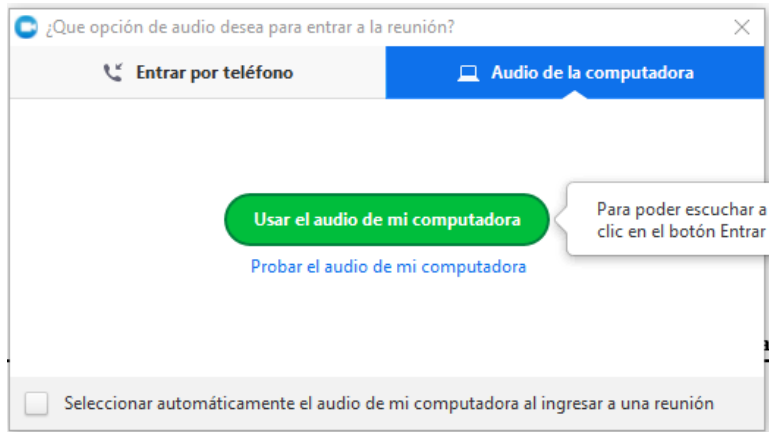 ¿Que opción de audio desea para entrar a la reunión?
Entrar por teléfono
Audio de la computadora
Usar el audio de mi computadora
Para poder escuchar a
clic en el botón Entrar
Probar el audio de mi computadora
Seleccionar automáticamente el audio de mi computadora al ingresar a una reunión